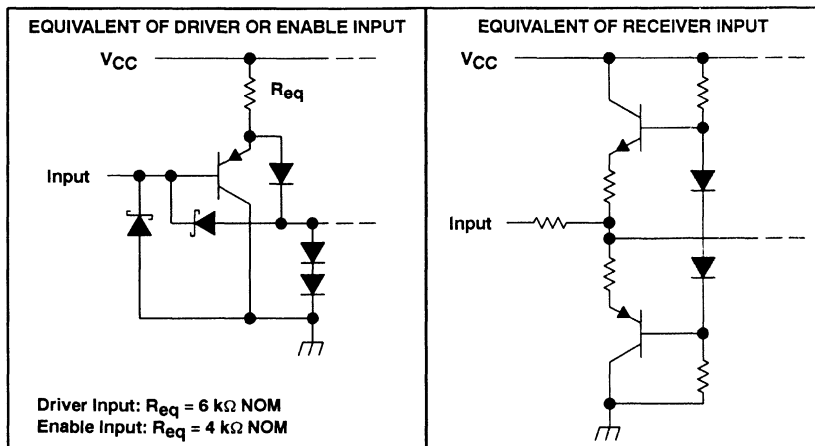 EQUIVALENT OF DRIVER OR ENABLE INPUT
VCC
Req
Input
Driver Input: Req = 6 kΩ NOM
Enable Input: Req = 4 kΩ NOM
EQUIVALENT OF RECEIVER INPUT
VCC
Input